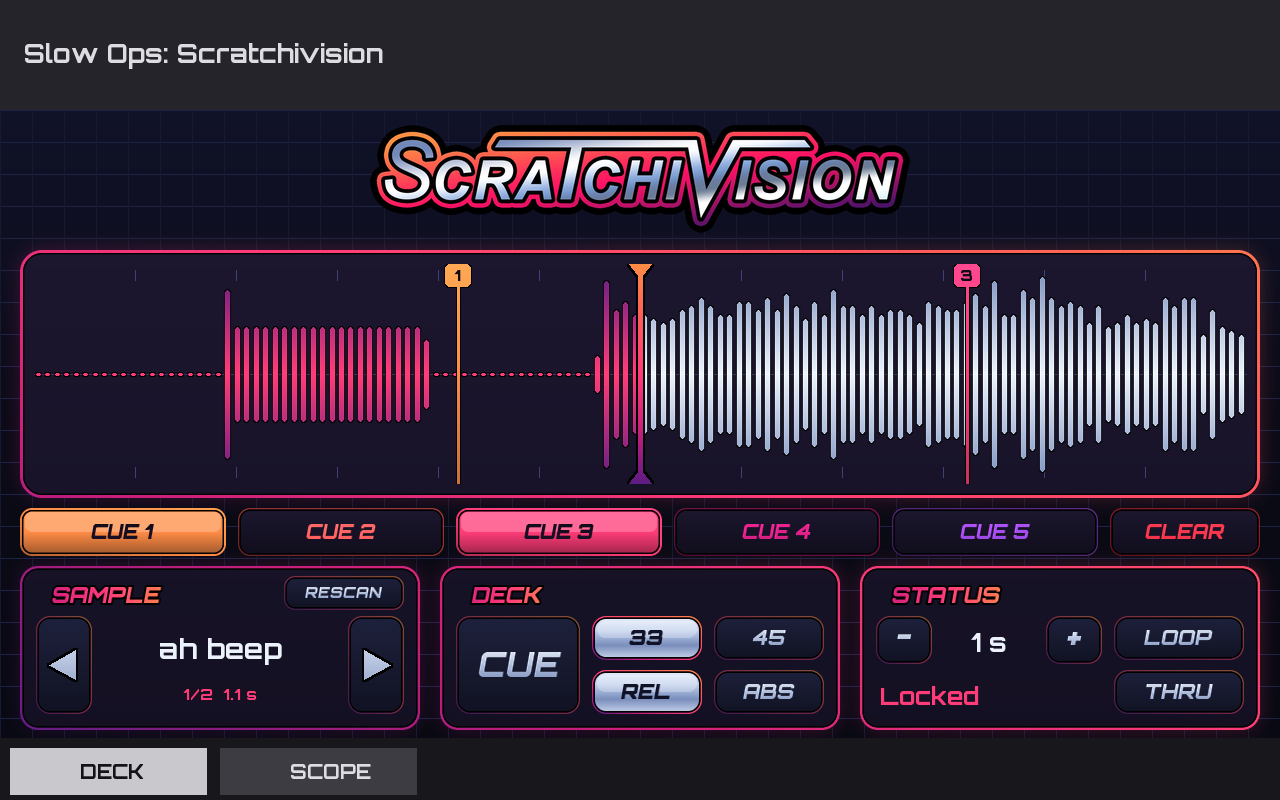 Slow Ops: Scratchivision
SCRATCHIVISION
1
3
CUE 1
CUE 2
CUE 3
CUE 4
CUE 5
CLEAR
SAMPLE
RESCAN
ah beep
1/2 1.1 s
DECK
CUE
33
45
REL
ABS
STATUS
-
1 s
+
LOOP
Locked
THRU
DECK
SCOPE